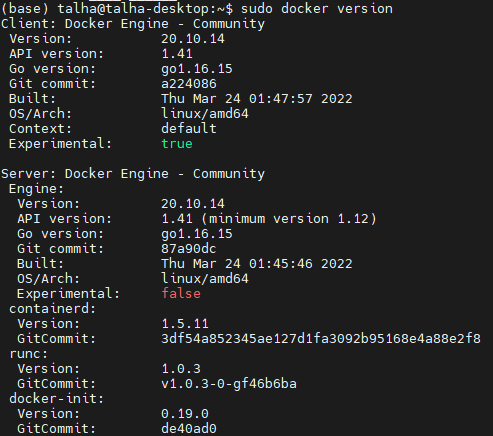 (base) talha@talha-desktop:~$ sudo docker version
Client: Docker Engine - Community
 Version:           20.10.14
 API version:       1.41
 Go version:        go1.16.15
 Git commit:        a224086
 Built:             Thu Mar 24 01:47:57 2022
 OS/Arch:           linux/amd64
 Context:           default
 Experimental:      true

Server: Docker Engine - Community
 Engine:
  Version:          20.10.14
  API version:      1.41 (minimum version 1.12)
  Go version:       go1.16.15
  Git commit:       87a90dc
  Built:            Thu Mar 24 01:45:46 2022
  OS/Arch:          linux/amd64
  Experimental:     false
 containerd:
  Version:          1.5.11
  GitCommit:        3df54a852345ae127d1fa3092b95168e4a88e2f8
 runc:
  Version:          1.0.3
  GitCommit:        v1.0.3-0-gf46b6ba
 docker-init:
  Version:          0.19.0
  GitCommit:        de40ad0